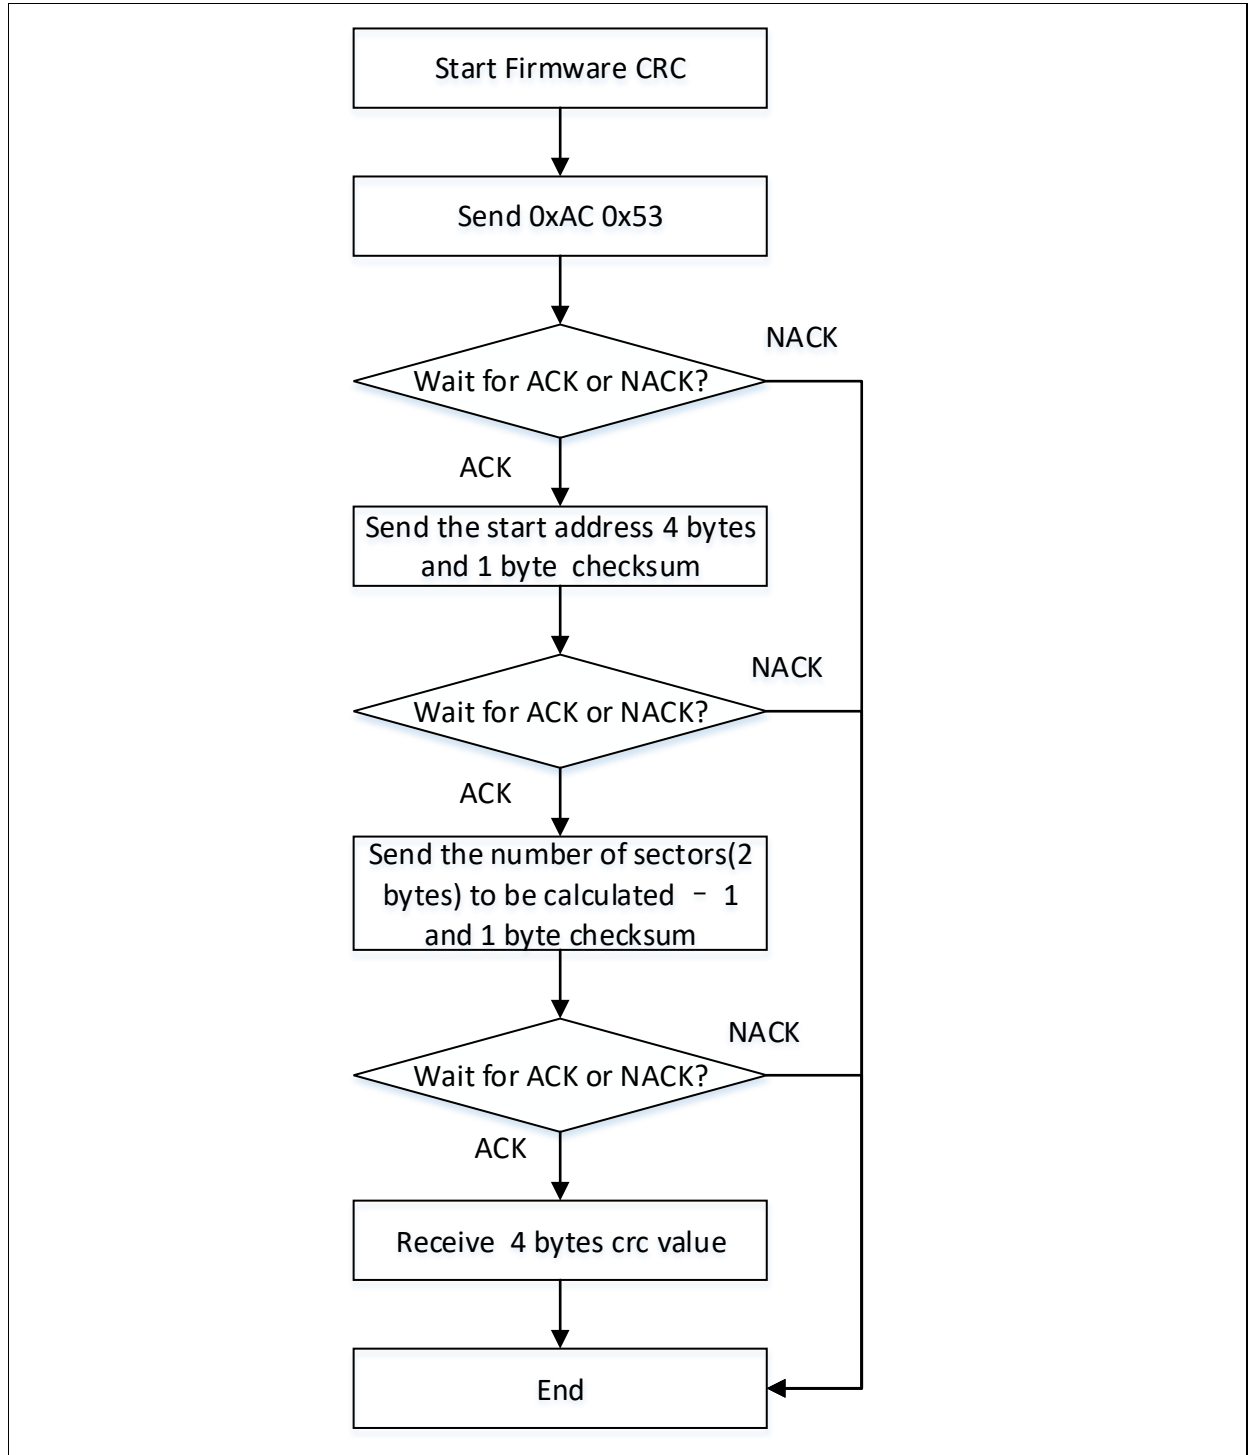 Start Firmware CRC
Send 0xAC 0x53
NACK
Wait for ACK or NACK?
ACK
Send the start address 4 bytes
and 1 byte checksum
NACK
Wait for ACK or NACK?
ACK
Send the number of sectors(2
bytes) to be calculated – 1
and 1 byte checksum
NACK
Wait for ACK or NACK?
ACK
Receive 4 bytes crc value
End